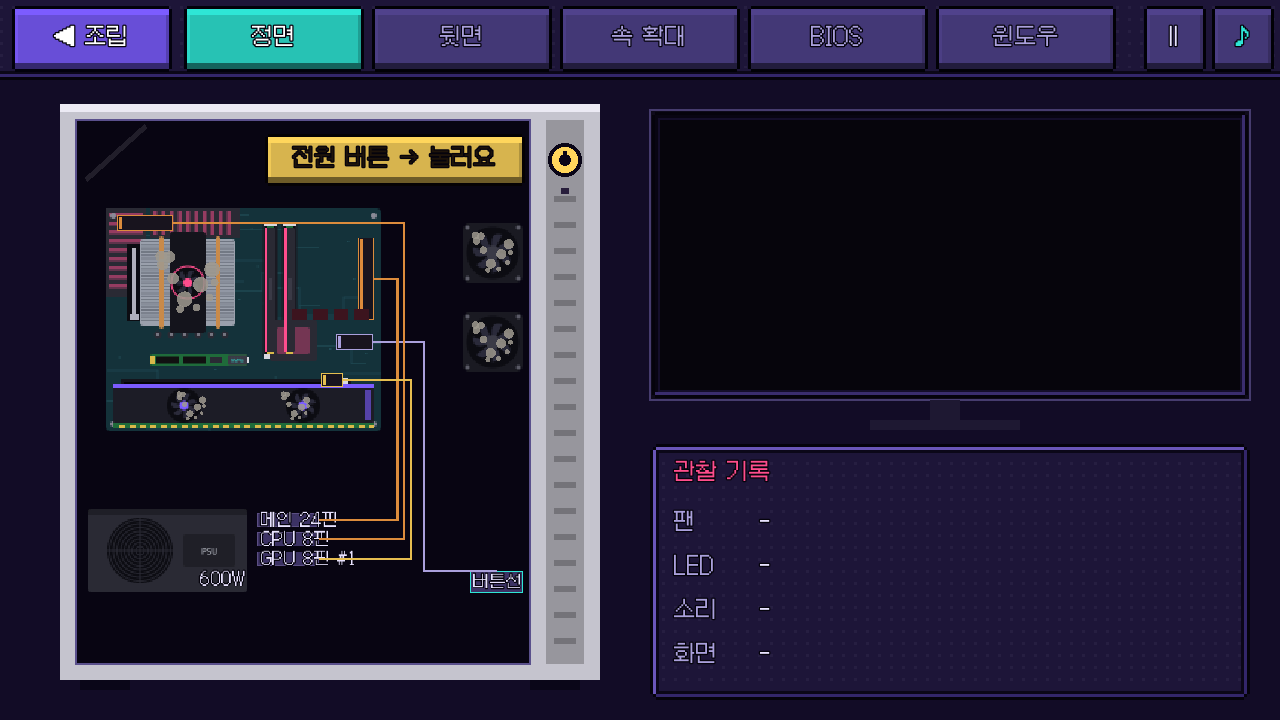 ◀ 조립
정면
뒷면
속 확대
BIOS
윈도우
전원 버튼 → 눌러요
메인 24핀
CPU 8핀
GPU 8핀 #1
PSU
600W
버튼선
관찰 기록
팬 -
LED -
소리 -
화면 -